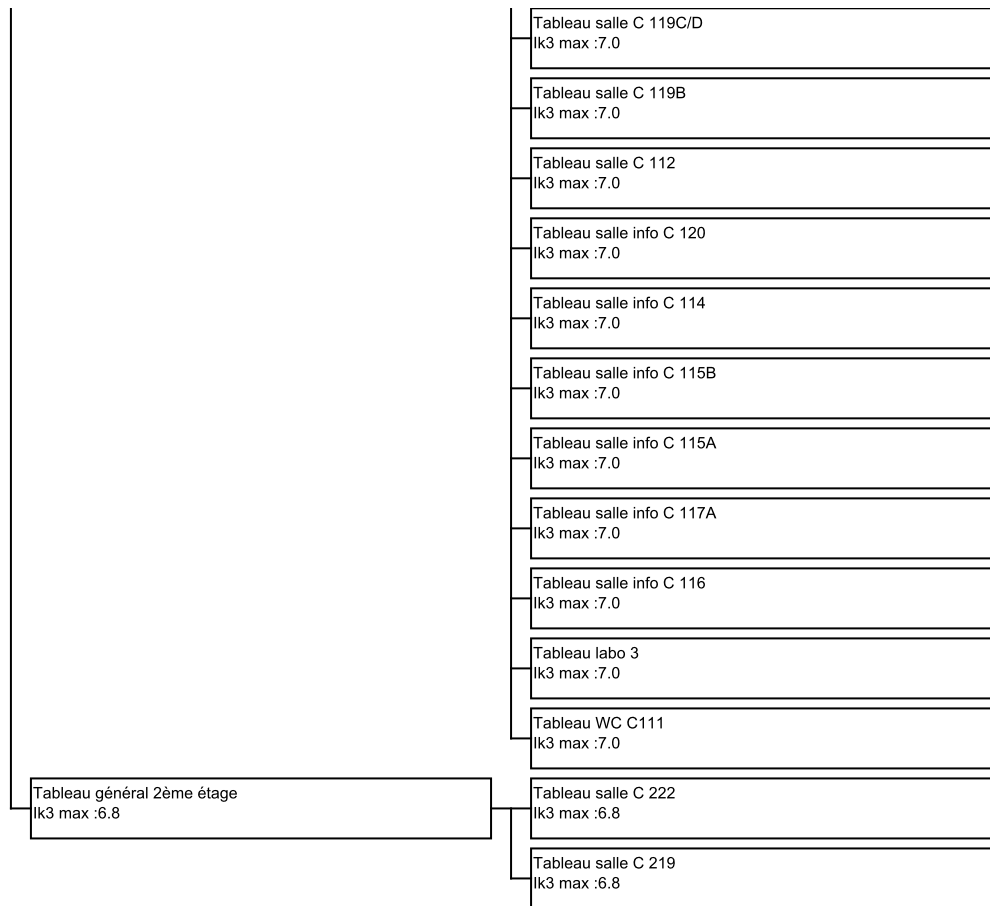 Tableau salle C 119C/D
Ik3 max :7.0
Tableau salle C 119B
Ik3 max :7.0
Tableau salle C 112
Ik3 max :7.0
Tableau salle info C 120
Ik3 max :7.0
Tableau salle info C 114
Ik3 max :7.0
Tableau salle info C 115B
Ik3 max :7.0
Tableau salle info C 115A
Ik3 max :7.0
Tableau salle info C 117A
Ik3 max :7.0
Tableau salle info C 116
Ik3 max :7.0
Tableau labo 3
Ik3 max :7.0
Tableau WC C111
Ik3 max :7.0
Tableau général 2ème étage
Ik3 max :6.8
Tableau salle C 222
Ik3 max :6.8
Tableau salle C 219
Ik3 max :6.8